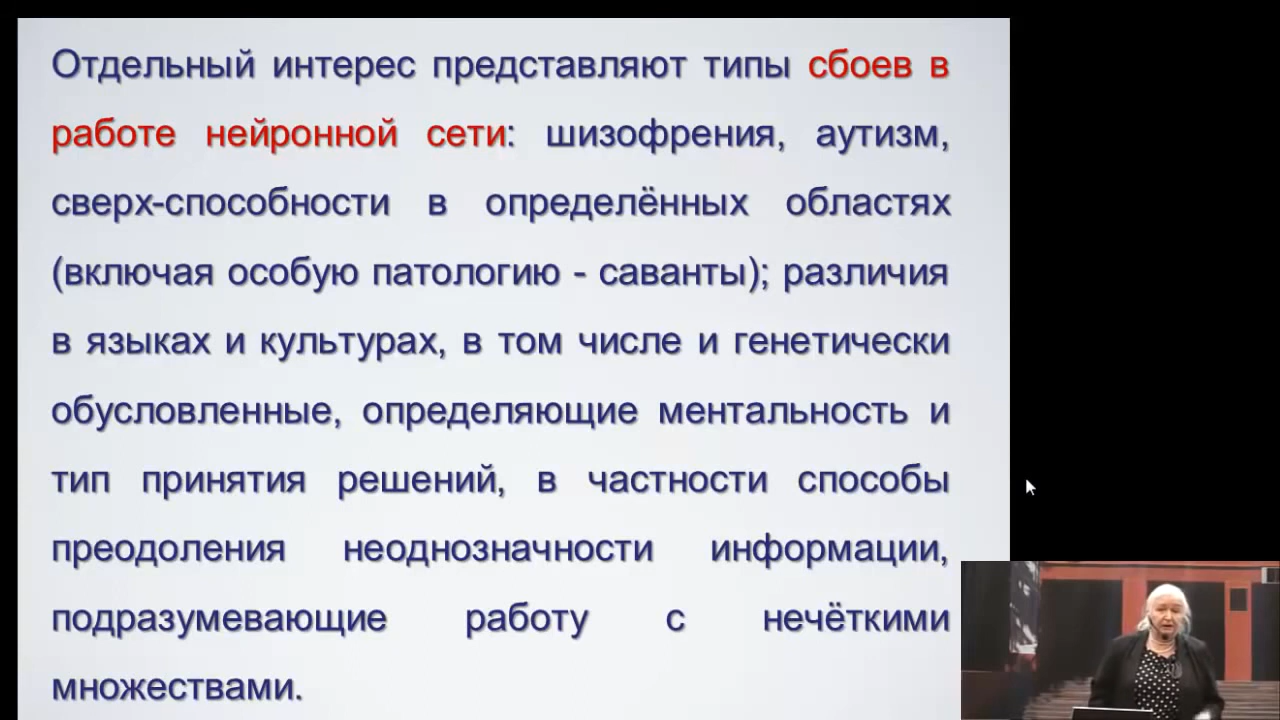 Отдельный интерес представляют типы сбоев в
работе нейронной сети: шизофрения, аутизм,
сверх-способности в определённых областях
(включая особую патологию - саванты); различия
в языках и культурах, в том числе и генетически
обусловленные, определяющие ментальность и
тип принятия решений, в частности способы
преодоления неоднозначности информации,
подразумевающие работу с нечёткими
множествами.